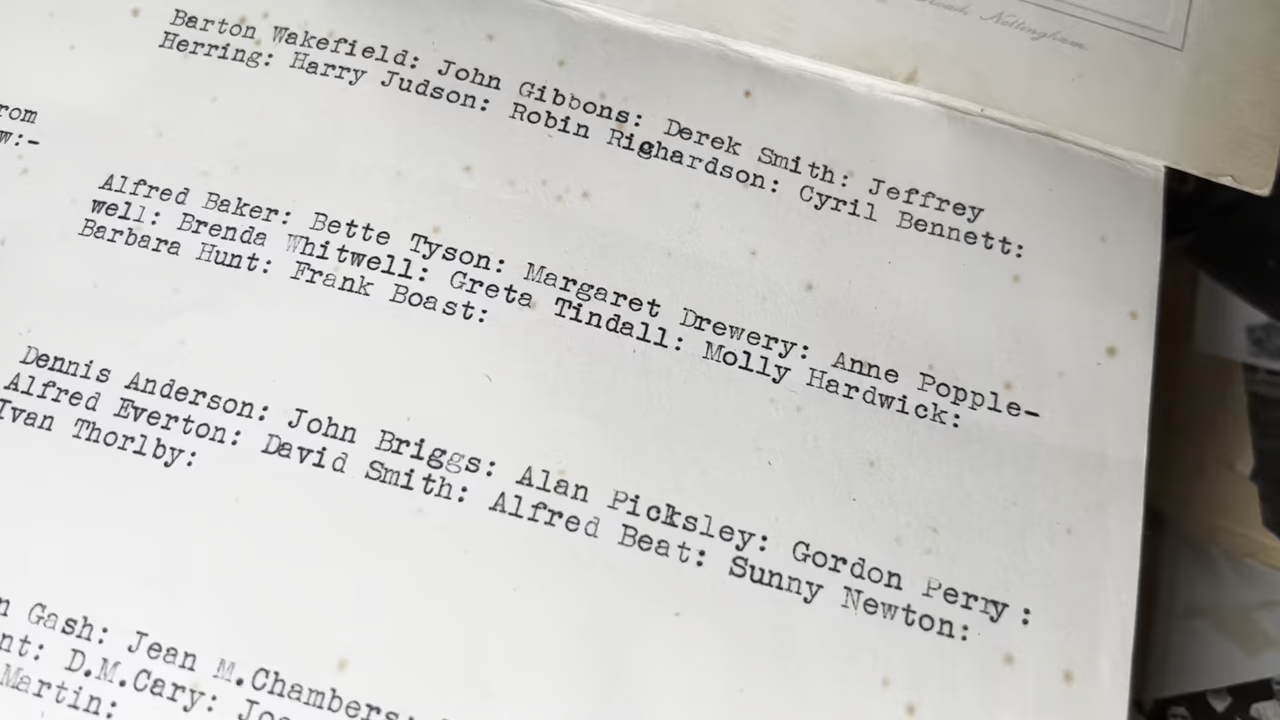 Road, Nottingham.
Barton Wakefield: John Gibbons: Derek Smith: Jeffrey
Herring: Harry Judson: Robin Righardson: Cyril Bennett:
rom
w:-
Alfred Baker: Bette Tyson: Margaret Drewery: Anne Popple-
well: Brenda Whitwell: Greta Tindall: Molly Hardwick:
Barbara Hunt: Frank Boast:
Dennis Anderson: John Briggs: Alan Picksley: Gordon Perry :
Alfred Everton: David Smith: Alfred Beat: Sunny Newton:
Ivan Thorlby:
n Gash: Jean M.Chambers:
nt: D.M.Cary: Jo
Martin: